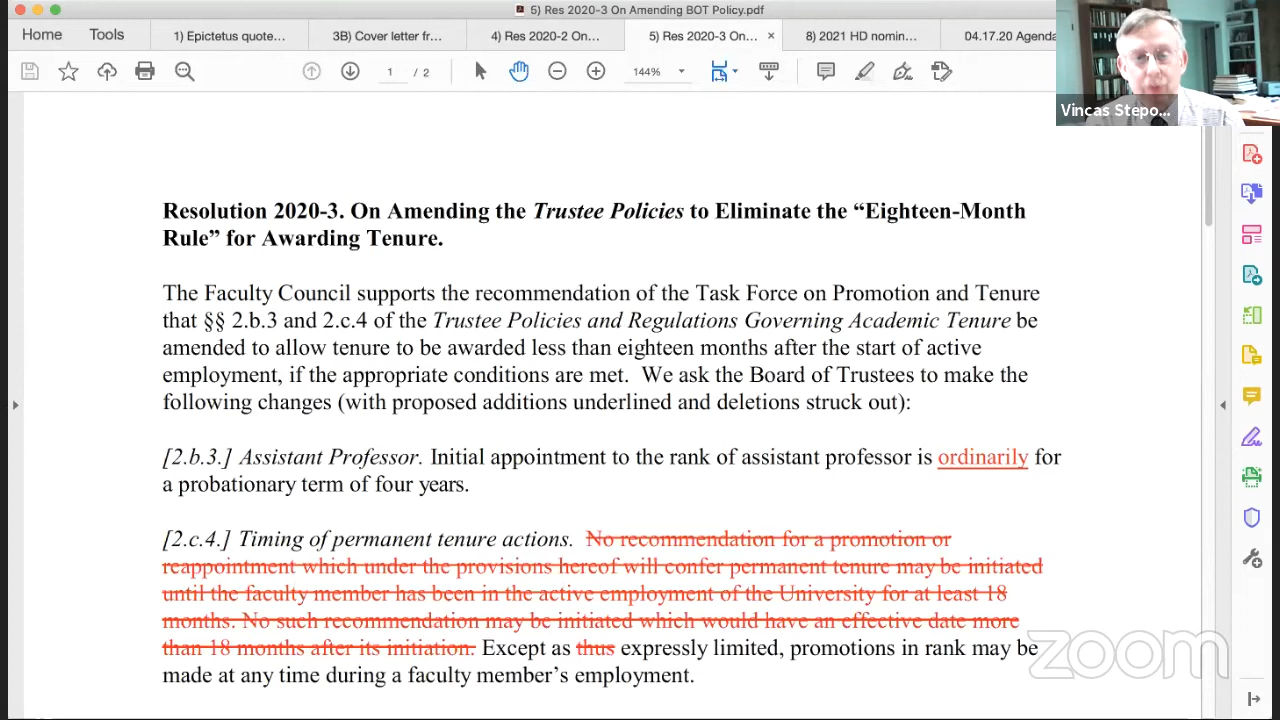 5) Res 2020-3 On Amending BOT Policy.pdf
Home Tools 1) Epictetus quote... 3B) Cover letter fr... 4) Res 2020-2 On... 5) Res 2020-3 On... × 8) 2021 HD nomin... 04.17.20 Agenda
1 / 2 144%
Vincas Stepo...
Resolution 2020-3. On Amending the Trustee Policies to Eliminate the “Eighteen-Month
Rule” for Awarding Tenure.
The Faculty Council supports the recommendation of the Task Force on Promotion and Tenure
that §§ 2.b.3 and 2.c.4 of the Trustee Policies and Regulations Governing Academic Tenure be
amended to allow tenure to be awarded less than eighteen months after the start of active
employment, if the appropriate conditions are met. We ask the Board of Trustees to make the
following changes (with proposed additions underlined and deletions struck out):
[2.b.3.] Assistant Professor. Initial appointment to the rank of assistant professor is ordinarily for
a probationary term of four years.
[2.c.4.] Timing of permanent tenure actions. No recommendation for a promotion or
reappointment which under the provisions hereof will confer permanent tenure may be initiated
until the faculty member has been in the active employment of the University for at least 18
months. No such recommendation may be initiated which would have an effective date more
than 18 months after its initiation. Except as thus expressly limited, promotions in rank may be
made at any time during a faculty member’s employment.
zoom